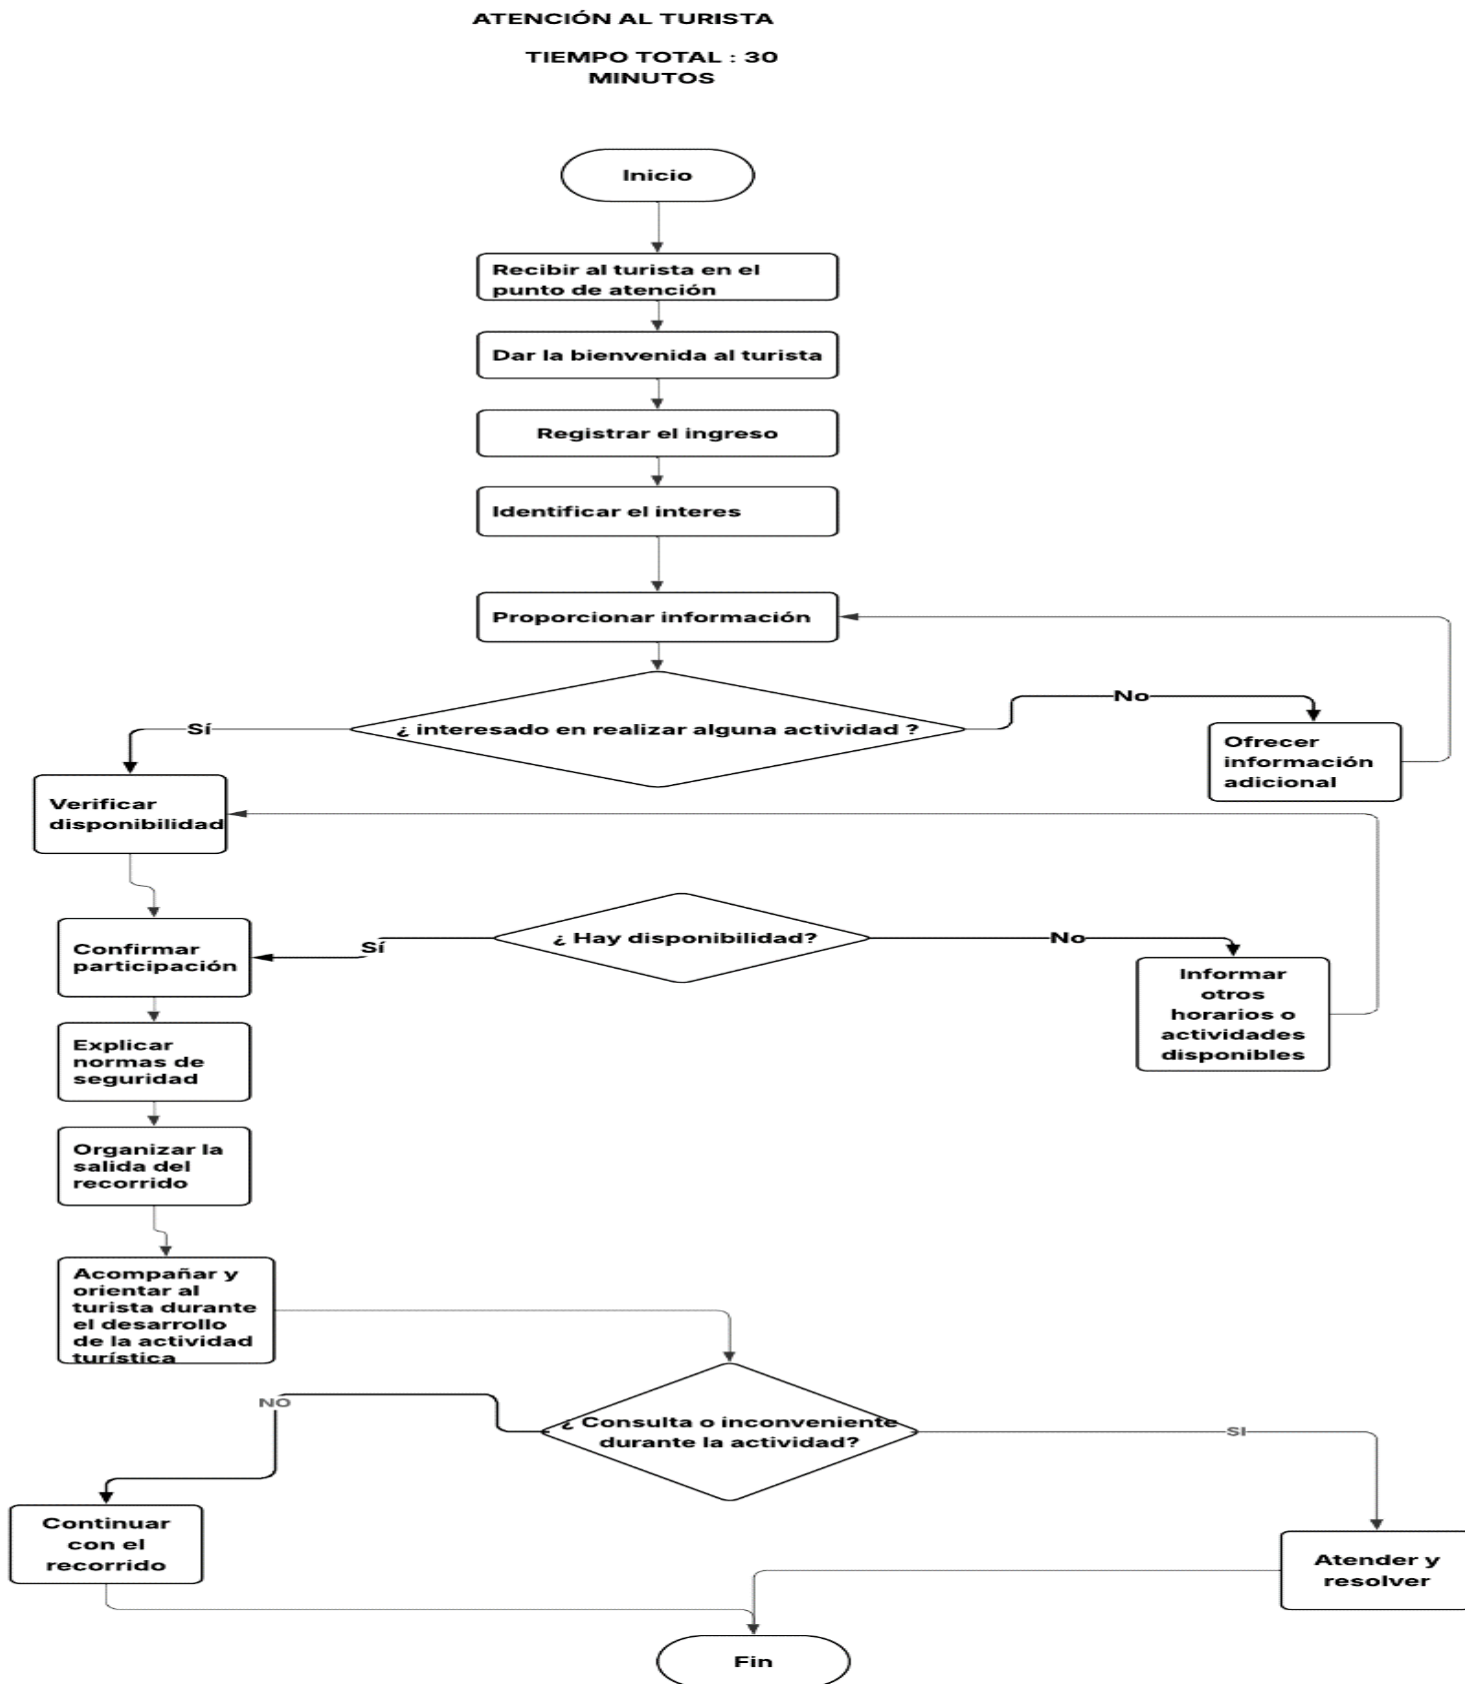 ATENCIÓN AL TURISTA
TIEMPO TOTAL : 30
MINUTOS
Inicio
Recibir al turista en el
punto de atención
Dar la bienvenida al turista
Registrar el ingreso
Identificar el interes
Proporcionar información
¿ interesado en realizar alguna actividad ?
Sí
No
Ofrecer
información
adicional
Verificar
disponibilidad
¿ Hay disponibilidad?
Sí
No
Confirmar
participación
Informar
otros
horarios o
actividades
disponibles
Explicar
normas de
seguridad
Organizar la
salida del
recorrido
Acompañar y
orientar al
turista durante
el desarrollo
de la actividad
turística
¿ Consulta o inconveniente
durante la actividad?
NO
SI
Continuar
con el
recorrido
Atender y
resolver
Fin